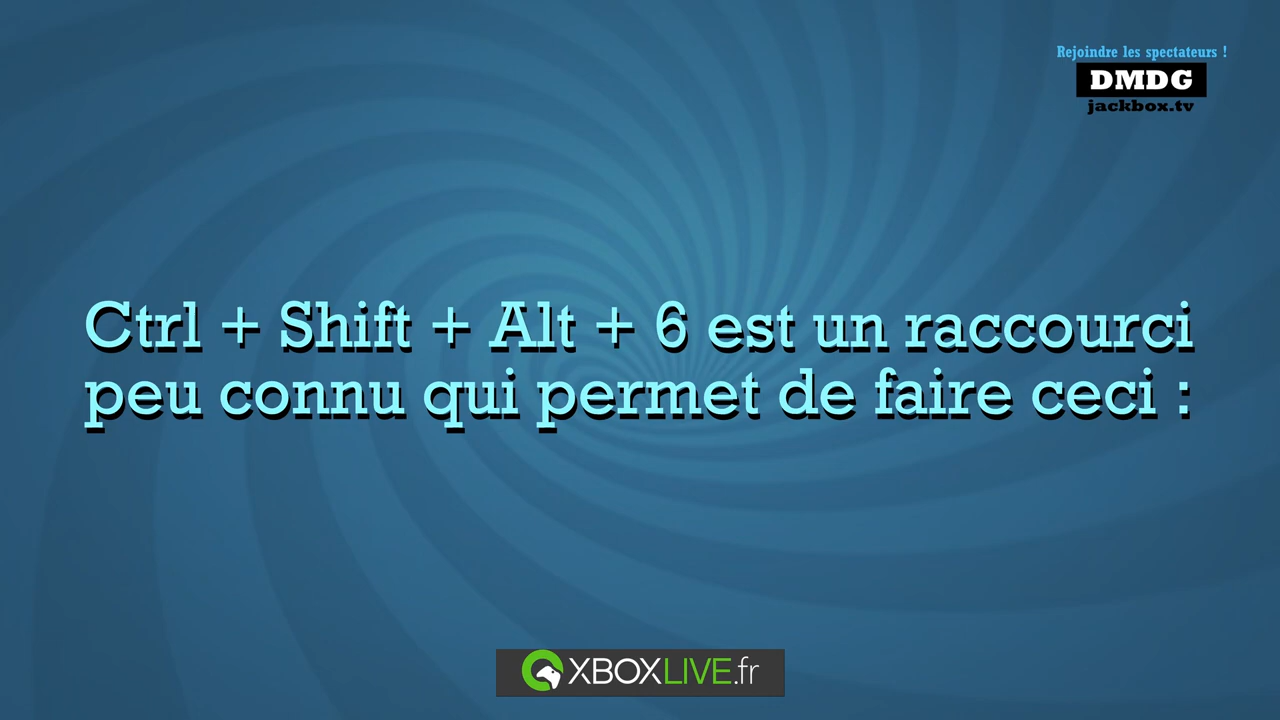 Rejoindre les spectateurs !
DMDG
jackbox.tv
Ctrl + Shift + Alt + 6 est un raccourci
peu connu qui permet de faire ceci :
XBOXLIVE.fr